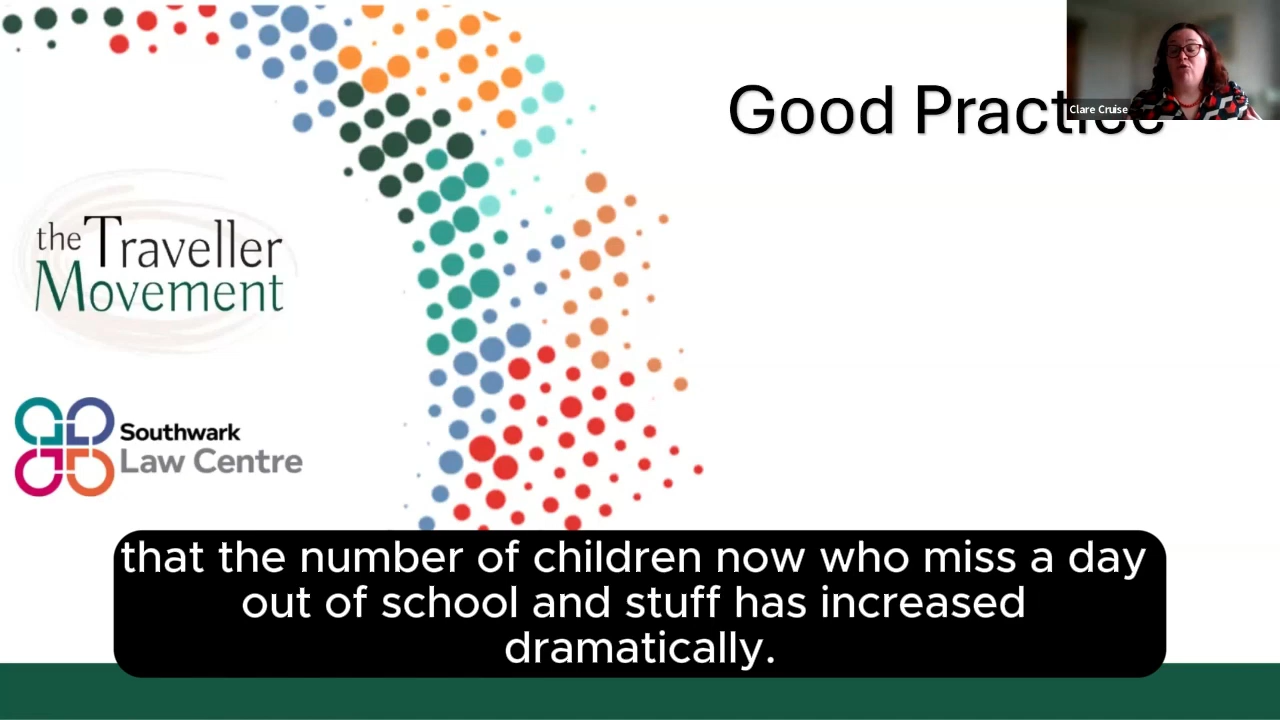 Good Practice
Clare Cruise
the Traveller
Movement
Southwark
Law Centre
that the number of children now who miss a day
out of school and stuff has increased
dramatically.